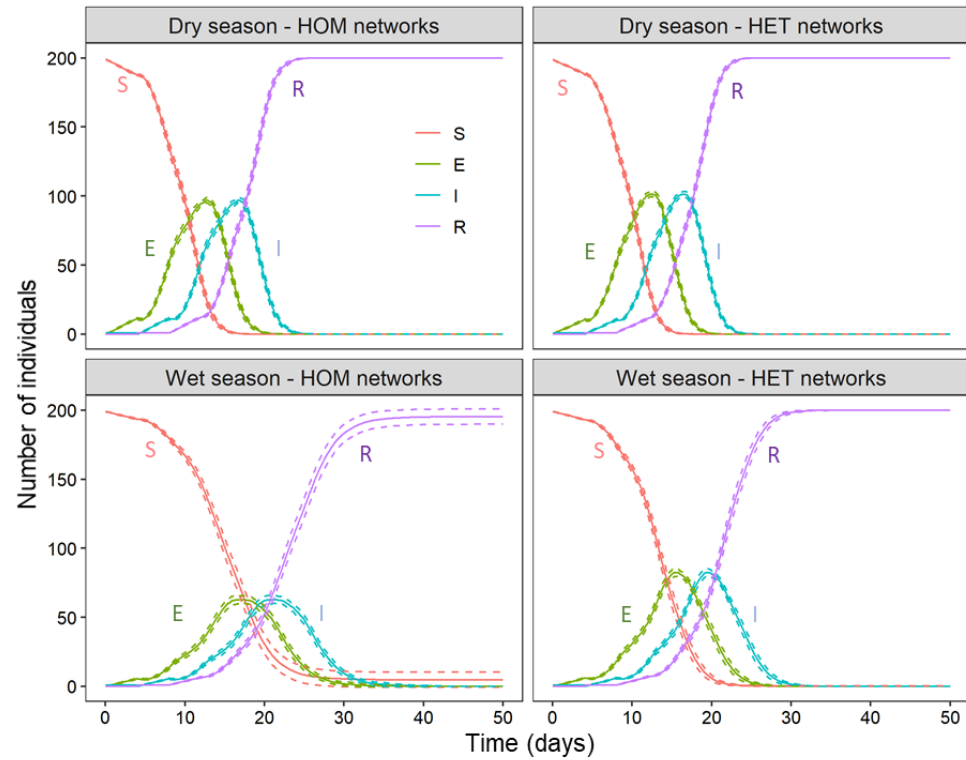 Dry season - HOM networks
Dry season - HET networks
200
150
100
50
0
S
E
I
R
S
E
I
R
S
E
I
R
Wet season - HOM networks
Wet season - HET networks
200
150
100
50
0
S
E
I
R
S
E
I
R
0 10 20 30 40 50
0 10 20 30 40 50
Number of individuals
Time (days)